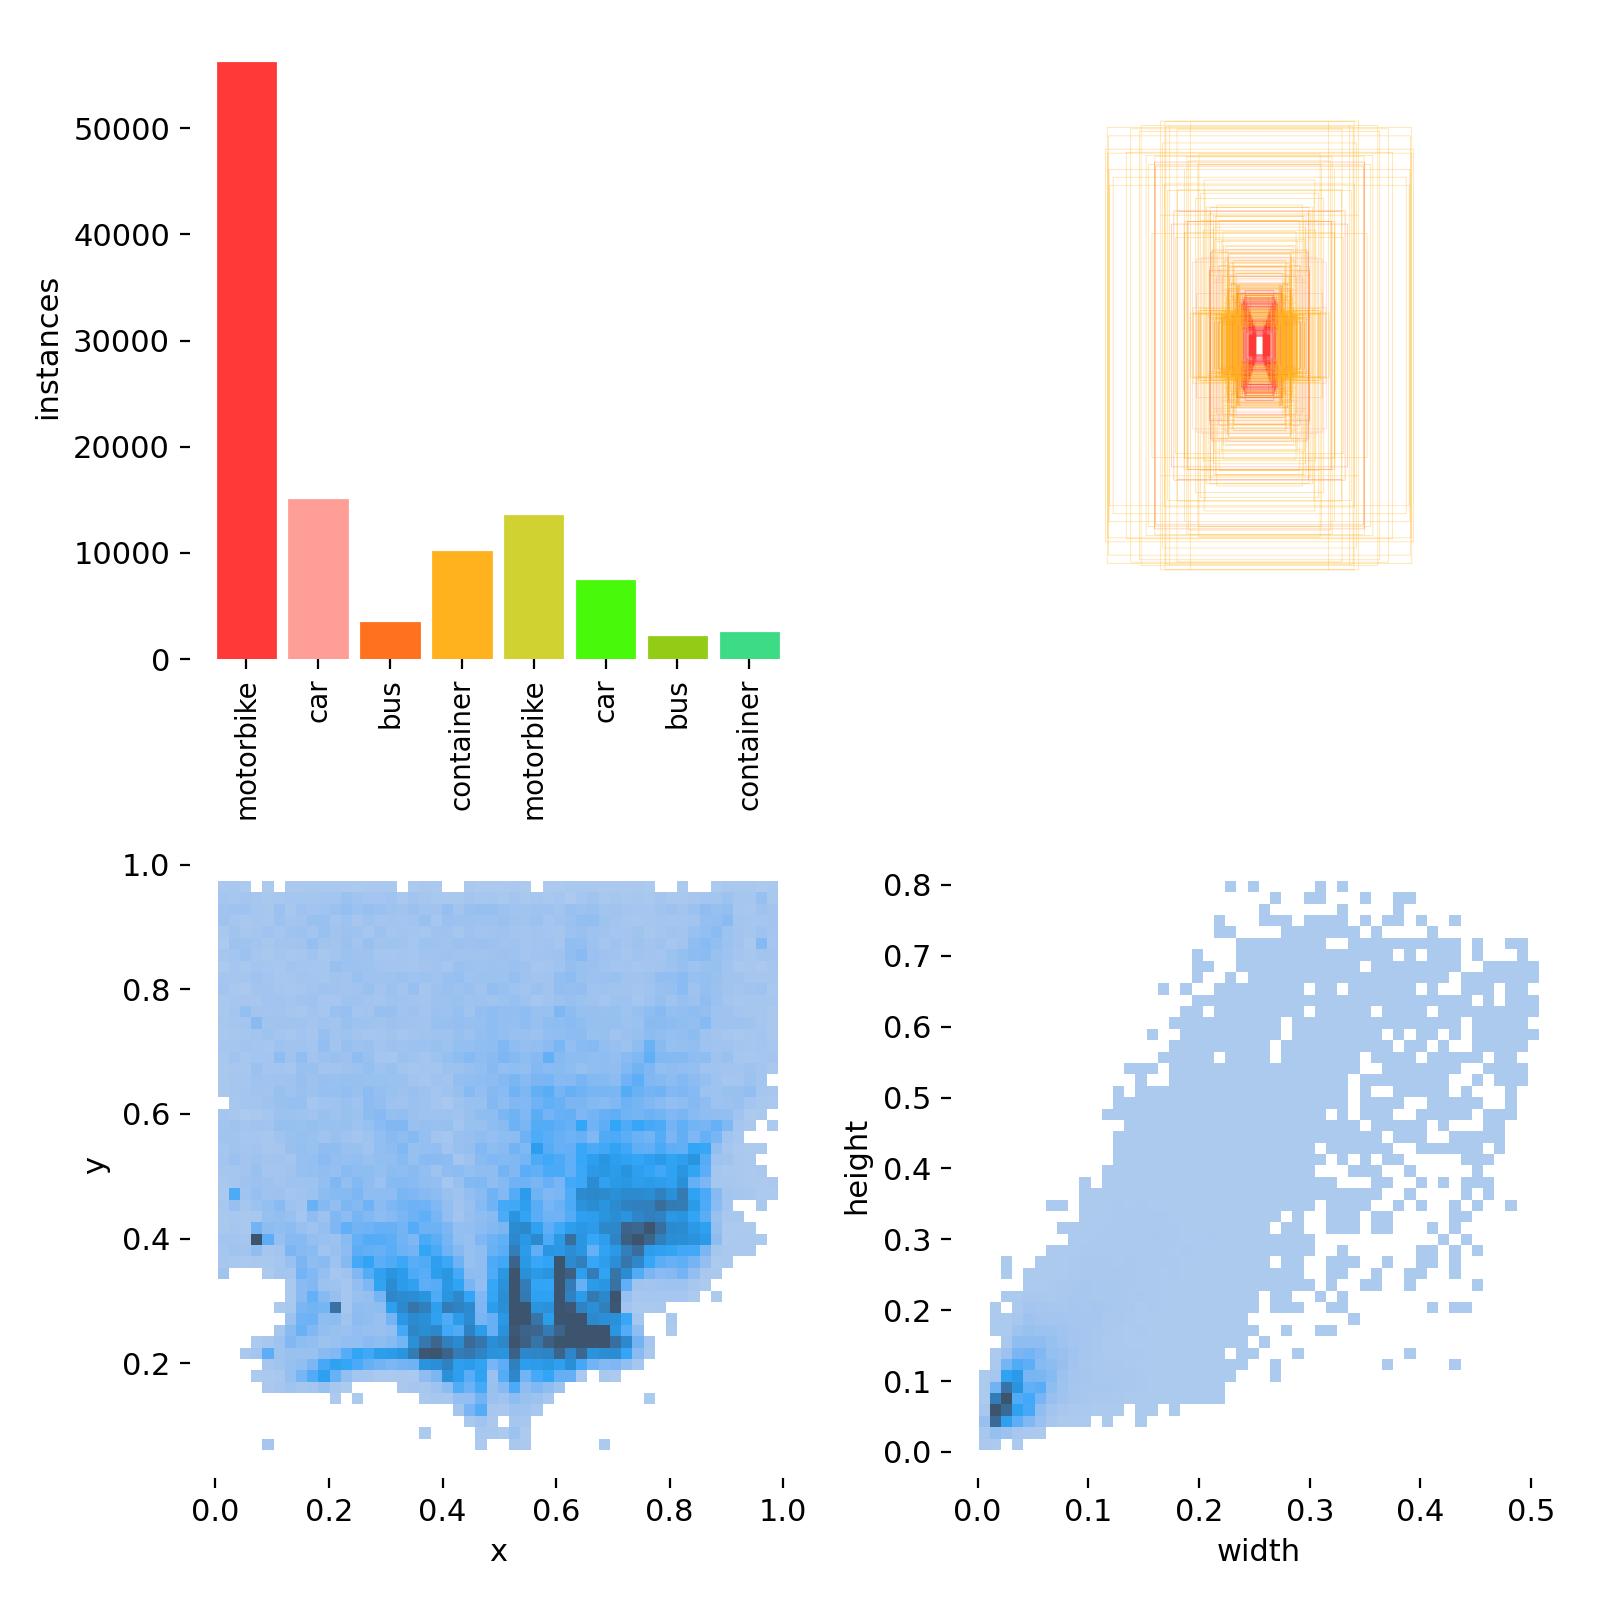 50000
40000
30000
20000
10000
0
instances
motorbike
car
bus
container
motorbike
car
bus
container
1.0
0.8
0.6
0.4
0.2
y
0.0 0.2 0.4 0.6 0.8 1.0
x
0.8
0.7
0.6
0.5
0.4
0.3
0.2
0.1
0.0
height
0.0 0.1 0.2 0.3 0.4 0.5
width